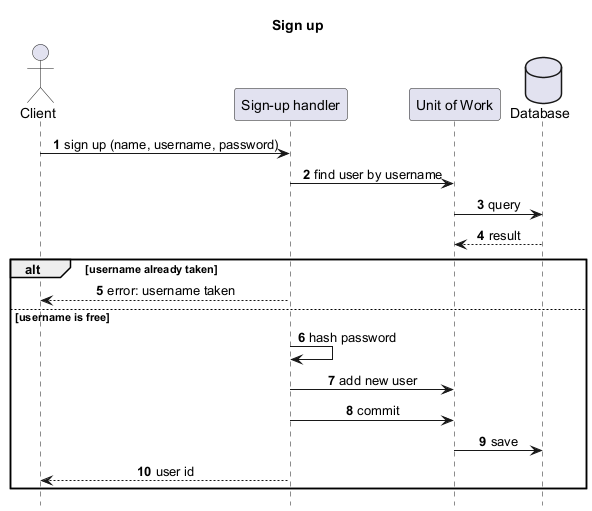 Sign up
Client
Sign-up handler
Unit of Work
Database
1 sign up (name, username, password)
2 find user by username
3 query
4 result
alt [username already taken]
5 error: username taken
[username is free]
6 hash password
7 add new user
8 commit
9 save
10 user id